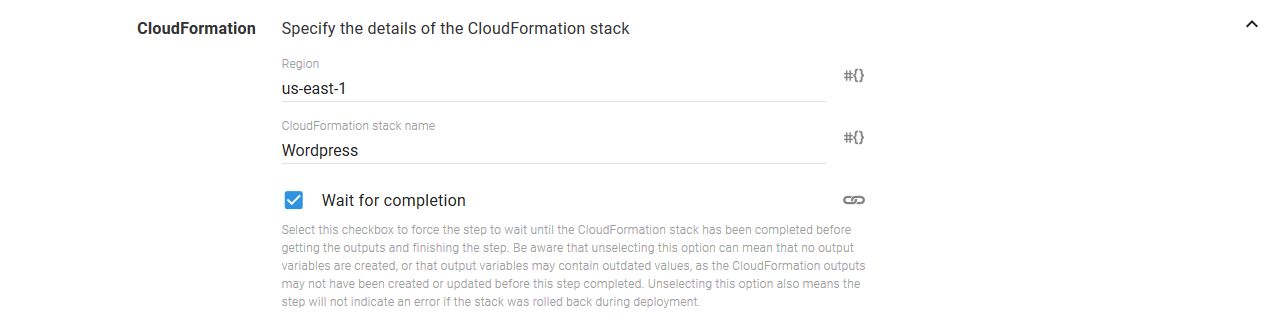 CloudFormation Specify the details of the CloudFormation stack
Region
us-east-1 #{}
CloudFormation stack name
Wordpress #{}
Wait for completion
Select this checkbox to force the step to wait until the CloudFormation stack has been completed before
getting the outputs and finishing the step. Be aware that unselecting this option can mean that no output
variables are created, or that output variables may contain outdated values, as the CloudFormation outputs
may not have been created or updated before this step completed. Unselecting this option also means the
step will not indicate an error if the stack was rolled back during deployment.